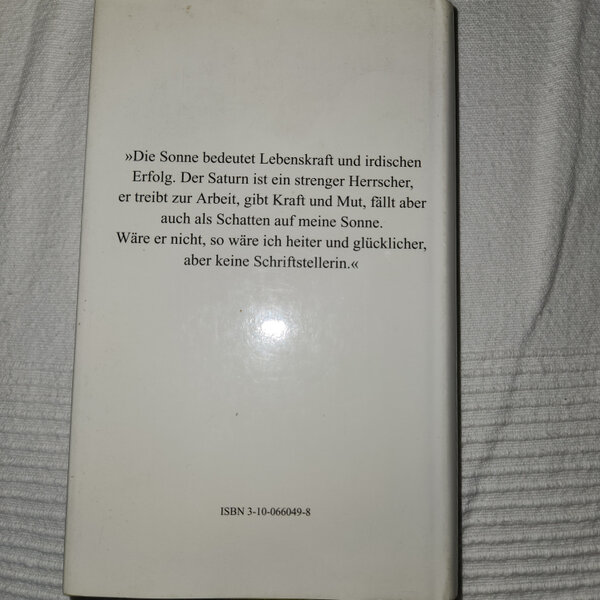 »Die Sonne bedeutet Lebenskraft und irdischen
Erfolg. Der Saturn ist ein strenger Herrscher,
er treibt zur Arbeit, gibt Kraft und Mut, fällt aber
auch als Schatten auf meine Sonne.
Wäre er nicht, so wäre ich heiter und glücklicher,
aber keine Schriftstellerin.«
ISBN 3-10-066049-8